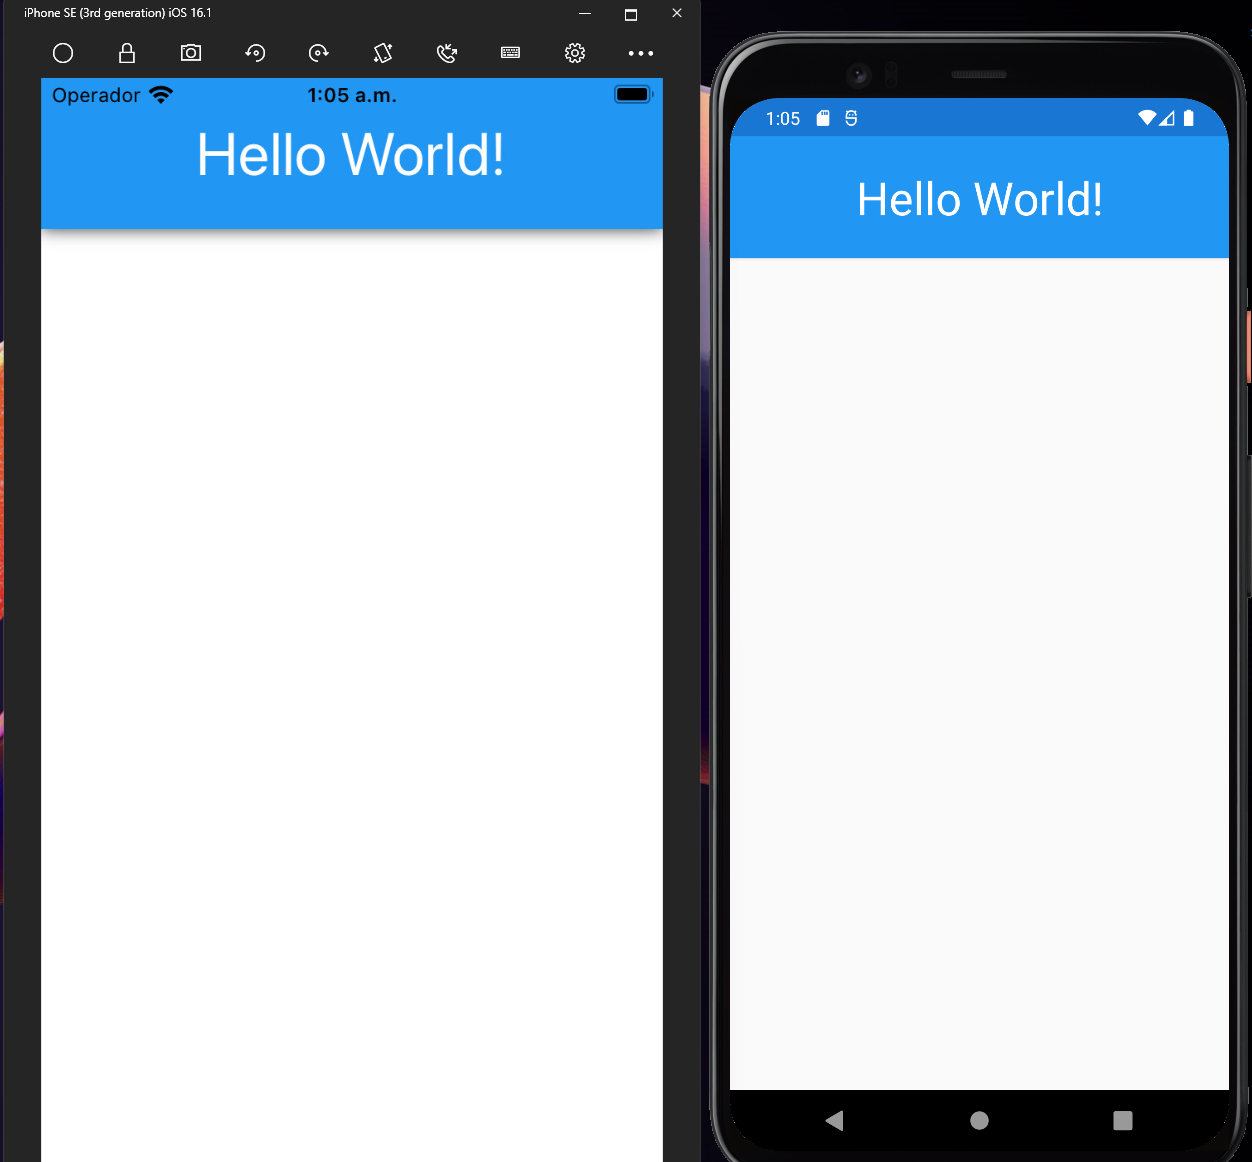 iPhone SE (3rd generation) iOS 16.1
Operador 1:05 a.m.
Hello World!
1:05
Hello World!